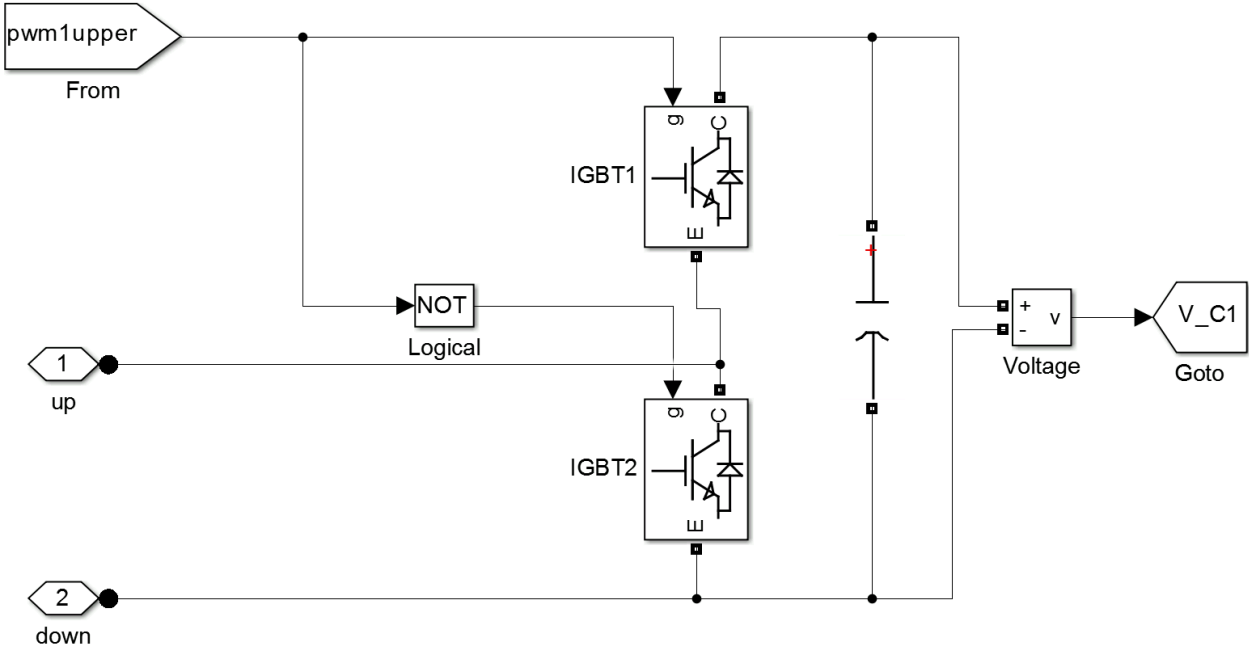 pwm1upper
From
g
C
IGBT1
E
NOT
Logical
1
up
g
C
IGBT2
E
+
+
-
v
Voltage
V_C1
Goto
2
down